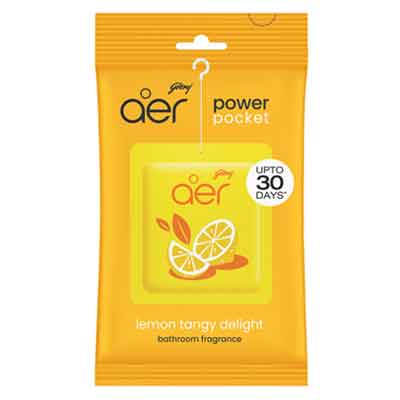 Godrej
aer
power
pocket
UPTO
30
DAYS*
Godrej
aer
lemon tangy delight
bathroom fragrance